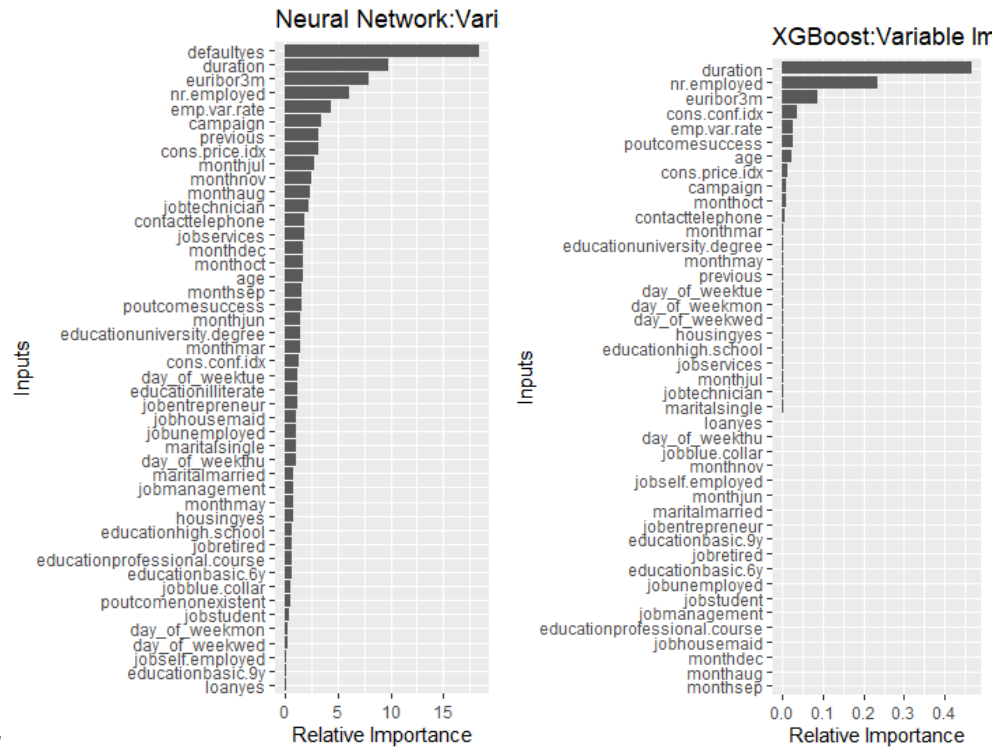 Neural Network:Vari
defaultyes
duration
euribor3m
nr.employed
emp.var.rate
campaign
previous
cons.price.idx
monthjul
monthnov
monthaug
jobtechnician
contacttelephone
jobservices
monthdec
monthoct
age
monthsep
poutcomesuccess
monthjun
educationuniversity.degree
monthmar
cons.conf.idx
day_of_weektue
educationilliterate
jobentrepreneur
jobhousemaid
jobunemployed
maritalsingle
day_of_weekthu
maritalmarried
jobmanagement
monthmay
housingyes
educationhigh.school
jobretired
educationprofessional.course
educationbasic.6y
jobblue.collar
poutcomenonexistent
jobstudent
day_of_weekmon
day_of_weekwed
jobself.employed
educationbasic.9y
loanyes
Inputs
0 5 10 15
Relative Importance
XGBoost:Variable Im
duration
nr.employed
euribor3m
cons.conf.idx
emp.var.rate
poutcomesuccess
age
cons.price.idx
campaign
monthoct
contacttelephone
monthmar
educationuniversity.degree
monthmay
previous
day_of_weektue
day_of_weekmon
day_of_weekwed
housingyes
educationhigh.school
jobservices
monthjul
jobtechnician
maritalsingle
loanyes
day_of_weekthu
jobblue.collar
monthnov
jobself.employed
monthjun
maritalmarried
jobentrepreneur
educationbasic.9y
jobretired
educationbasic.6y
jobunemployed
jobstudent
jobmanagement
educationprofessional.course
jobhousemaid
monthdec
monthaug
monthsep
Inputs
0.0 0.1 0.2 0.3 0.4
Relative Importance